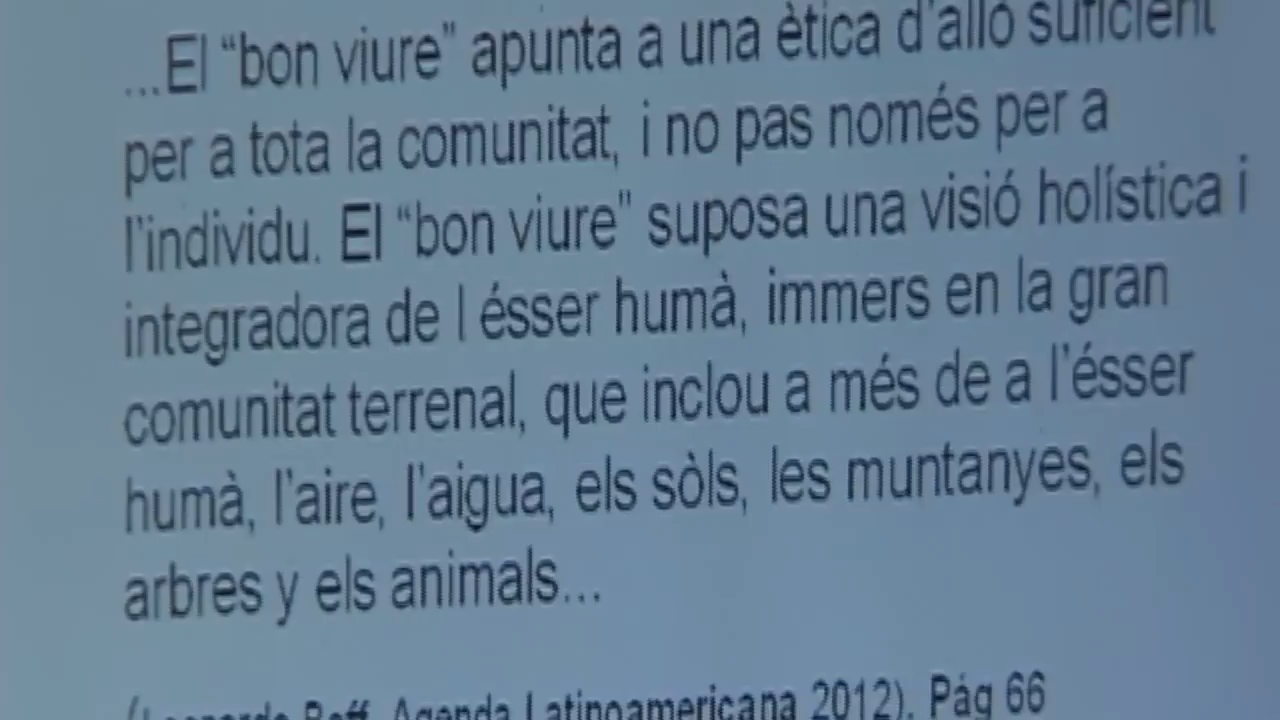 ...El “bon viure” apunta a una ètica d'allò suficient
per a tota la comunitat, i no pas només per a
l'individu. El “bon viure” suposa una visió holística i
integradora de l ésser humà, immers en la gran
comunitat terrenal, que inclou a més de a l'ésser
humà, l'aire, l'aigua, els sòls, les muntanyes, els
arbres y els animals...
(Leonardo Boff. Agenda Latinoamericana 2012). Pág 66